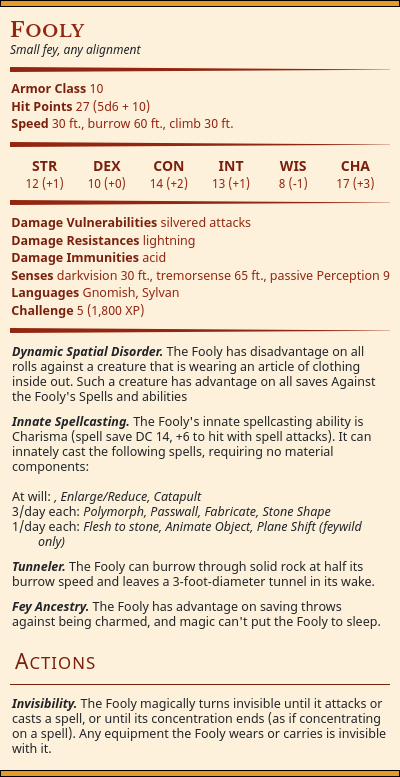 FOOLY
Small fey, any alignment
Armor Class 10
Hit Points 27 (5d6 + 10)
Speed 30 ft., burrow 60 ft., climb 30 ft.
STR DEX CON INT WIS CHA
12 (+1) 10 (+0) 14 (+2) 13 (+1) 8 (-1) 17 (+3)
Damage Vulnerabilities silvered attacks
Damage Resistances lightning
Damage Immunities acid
Senses darkvision 30 ft., tremorsense 65 ft., passive Perception 9
Languages Gnomish, Sylvan
Challenge 5 (1,800 XP)
Dynamic Spatial Disorder. The Fooly has disadvantage on all
rolls against a creature that is wearing an article of clothing
inside out. Such a creature has advantage on all saves Against
the Fooly's Spells and abilities
Innate Spellcasting. The Fooly's innate spellcasting ability is
Charisma (spell save DC 14, +6 to hit with spell attacks). It can
innately cast the following spells, requiring no material
components:
At will: , Enlarge/Reduce, Catapult
3/day each: Polymorph, Passwall, Fabricate, Stone Shape
1/day each: Flesh to stone, Animate Object, Plane Shift (feywild
only)
Tunneler. The Fooly can burrow through solid rock at half its
burrow speed and leaves a 3-foot-diameter tunnel in its wake.
Fey Ancestry. The Fooly has advantage on saving throws
against being charmed, and magic can't put the Fooly to sleep.
ACTIONS
Invisibility. The Fooly magically turns invisible until it attacks or
casts a spell, or until its concentration ends (as if concentrating
on a spell). Any equipment the Fooly wears or carries is invisible
with it.